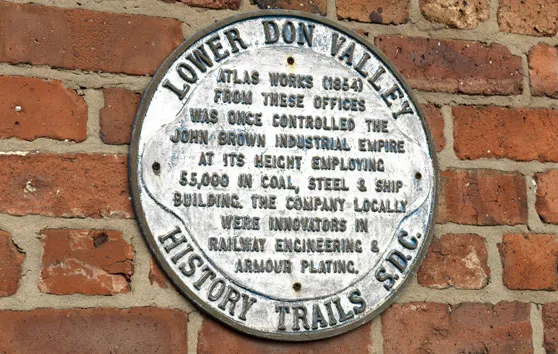 LOWER DON VALLEY
ATLAS WORKS (1854)
FROM THESE OFFICES
WAS ONCE CONTROLLED THE
JOHN BROWN INDUSTRIAL EMPIRE
AT ITS HEIGHT EMPLOYING
55,000 IN COAL, STEEL & SHIP
BUILDING. THE COMPANY LOCALLY
WERE INNOVATORS IN
RAILWAY ENGINEERING &
ARMOUR PLATING.
HISTORY TRAILS S.D.C.